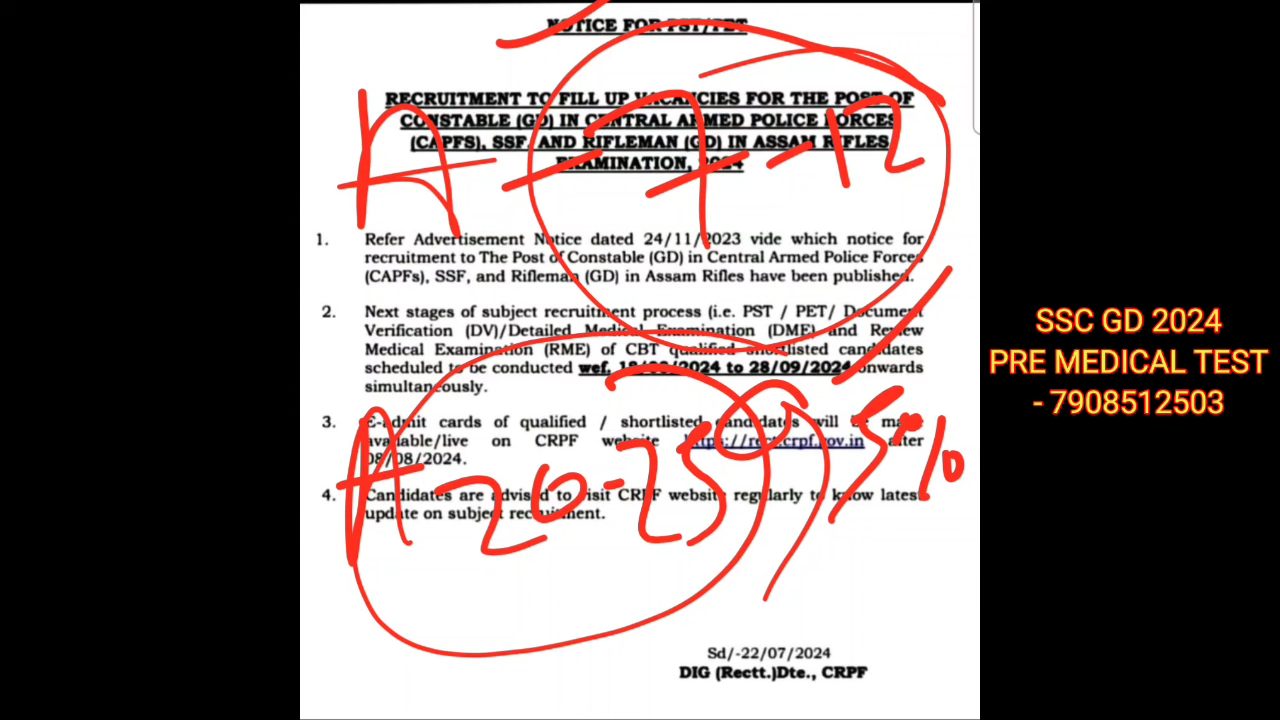 NOTICE FOR PST/PET
RECRUITMENT TO FILL UP VACANCIES FOR THE POST OF
CONSTABLE (GD) IN CENTRAL ARMED POLICE FORCES
(CAPFS), SSF, AND RIFLEMAN (GD) IN ASSAM RIFLES
EXAMINATION, 2024
A - 7 - 12
1. Refer Advertisement Notice dated 24/11/2023 vide which notice for
recruitment to The Post of Constable (GD) in Central Armed Police Forces
(CAPFs), SSF, and Rifleman (GD) in Assam Rifles have been published.
2. Next stages of subject recruitment process (i.e. PST / PET/ Document
Verification (DV)/Detailed Medical Examination (DME) and Review
Medical Examination (RME) of CBT qualified shortlisted candidates
scheduled to be conducted wef. to 28/09/2024 onwards
simultaneously.
3. E-admit cards of qualified / shortlisted candidates will be made
available/live on CRPF website https://rect.crpf.gov.in after
08/08/2024.
A - 20 - 25
4. Candidates are advised to visit CRPF website regularly to know latest
update on subject recruitment.
Sd/-22/07/2024
DIG (Rectt.)Dte., CRPF
SSC GD 2024
PRE MEDICAL TEST
- 7908512503